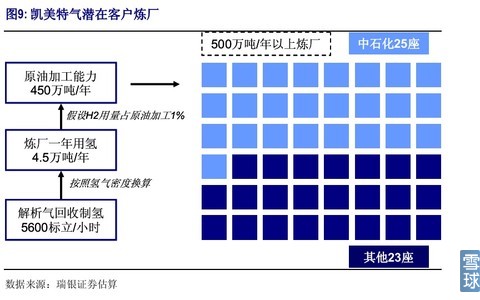 图9: 凯美特气潜在客户炼厂
500万吨/年以上炼厂
中石化25座
原油加工能力
450万吨/年
假设H2用量占原油加工1%
炼厂一年用氢
4.5万吨/年
按照氢气密度换算
解析气回收制氢
5600标立/小时
其他23座
数据来源：瑞银证券估算
雪球